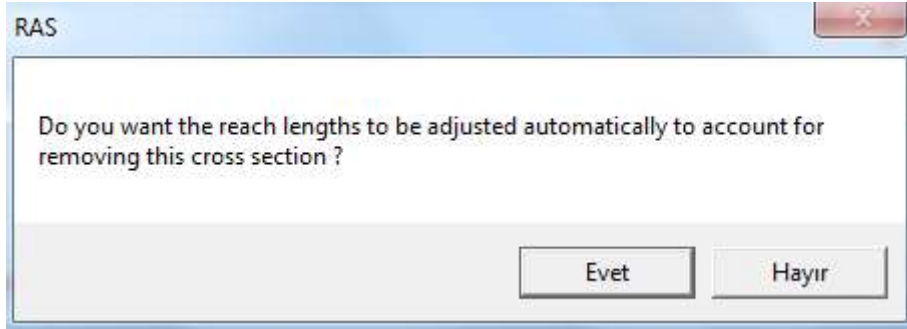 RAS
Do you want the reach lengths to be adjusted automatically to account for
removing this cross section ?
Evet
Hayır